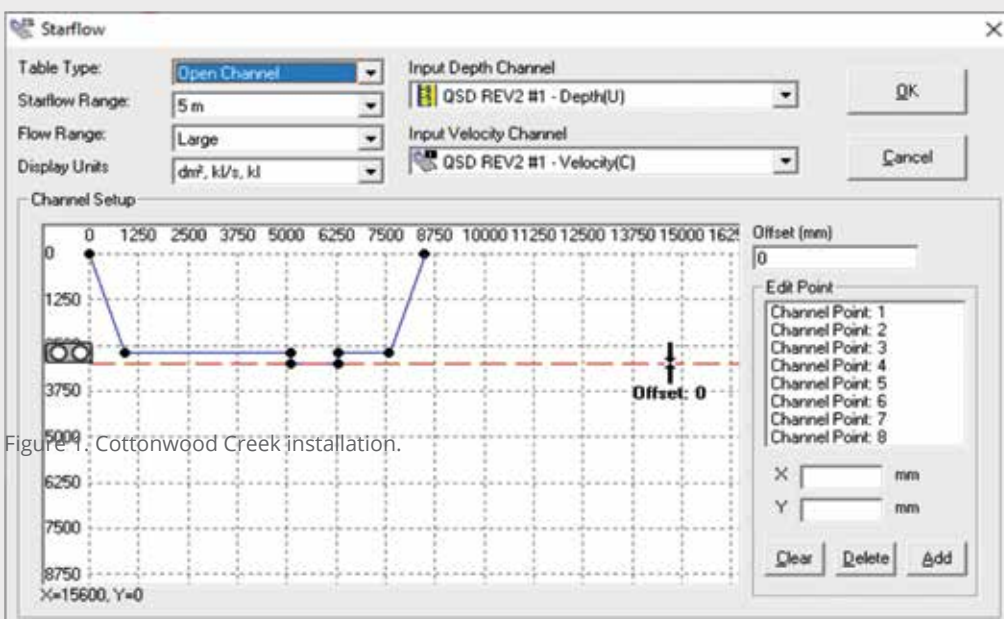 Starflow
Table Type:
Open Channel
Starflow Range:
5 m
Flow Range:
Large
Display Units
dm², kl/s, kl
Input Depth Channel
QSD REV2 #1 - Depth(U)
Input Velocity Channel
QSD REV2 #1 - Velocity(C)
OK
Cancel
Channel Setup
0 1250 2500 3750 5000 6250 7500 8750 10000 11250 12500 13750 15000 162
0
1250
3750
5000
6250
7500
8750
Offset: 0
X=15600, Y=0
Figure 1. Cottonwood Creek installation.
Offset (mm)
0
Edit Point
Channel Point: 1
Channel Point: 2
Channel Point: 3
Channel Point: 4
Channel Point: 5
Channel Point: 6
Channel Point: 7
Channel Point: 8
X mm
Y mm
Clear Delete Add